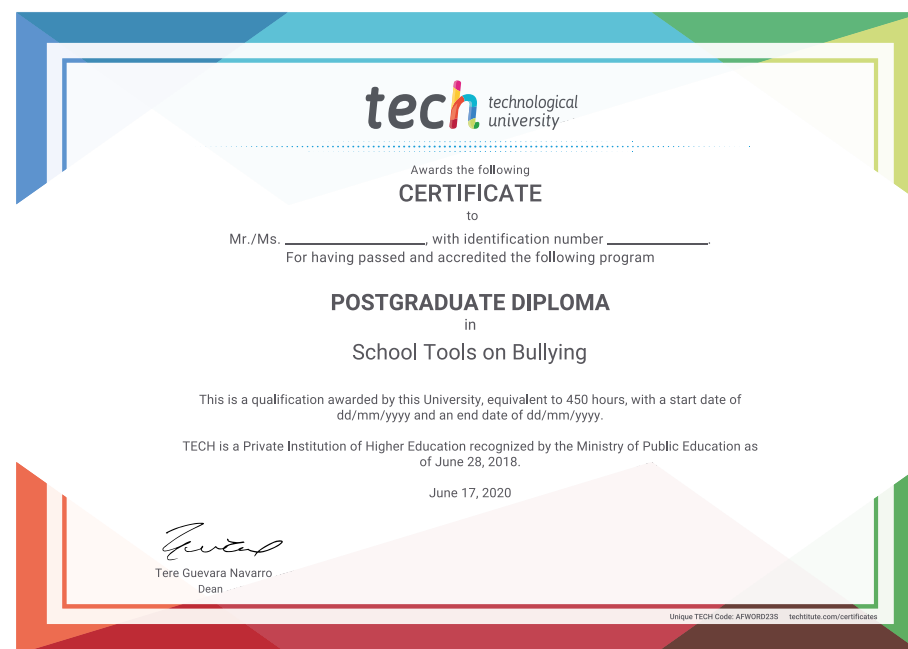 tech technological
university
Awards the following
CERTIFICATE
to
Mr./Ms. ____________________, with identification number ______________.
For having passed and accredited the following program
POSTGRADUATE DIPLOMA
in
School Tools on Bullying
This is a qualification awarded by this University, equivalent to 450 hours, with a start date of
dd/mm/yyyy and an end date of dd/mm/yyyy.
TECH is a Private Institution of Higher Education recognized by the Ministry of Public Education as
of June 28, 2018.
June 17, 2020
Tere Guevara Navarro
Dean
Unique TECH Code: AFWORD23S techtitute.com/certificates